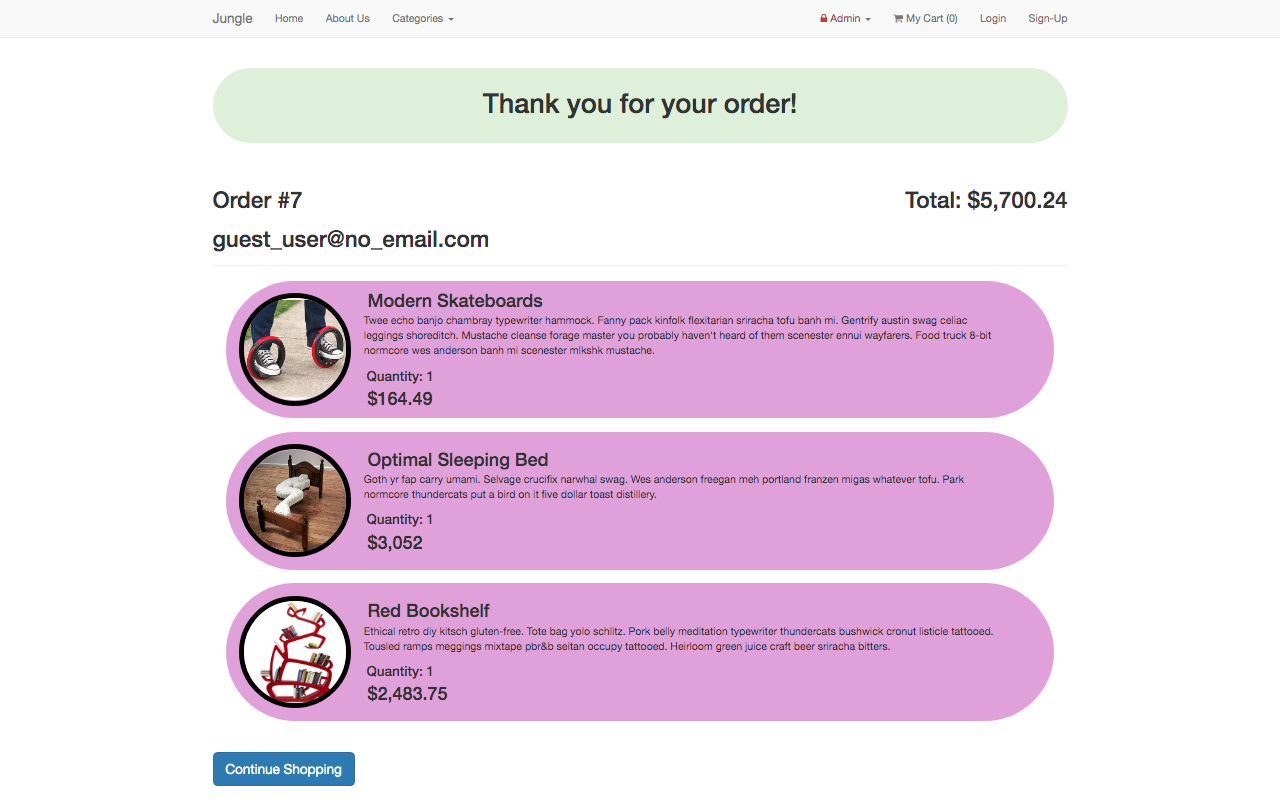 Jungle Home About Us Categories Admin My Cart (0) Login Sign-Up
Thank you for your order!
Order #7 Total: $5,700.24
guest_user@no_email.com
Modern Skateboards
Twee echo banjo chambray typewriter hammock. Fanny pack kinfolk flexitarian sriracha tofu banh mi. Gentrify austin swag celiac
leggings shoreditch. Mustache cleanse forage master you probably haven't heard of them scenester ennui wayfarers. Food truck 8-bit
normcore wes anderson banh mi scenester mlkshk mustache.
Quantity: 1
$164.49
Optimal Sleeping Bed
Goth yr fap carry umami. Selvage crucifix narwhal swag. Wes anderson freegan meh portland franzen migas whatever tofu. Park
normcore thundercats put a bird on it five dollar toast distillery.
Quantity: 1
$3,052
Red Bookshelf
Ethical retro diy kitsch gluten-free. Tote bag yolo schlitz. Pork belly meditation typewriter thundercats bushwick cronut listicle tattooed.
Tousled ramps meggings mixtape pbr&b seitan occupy tattooed. Heirloom green juice craft beer sriracha bitters.
Quantity: 1
$2,483.75
Continue Shopping